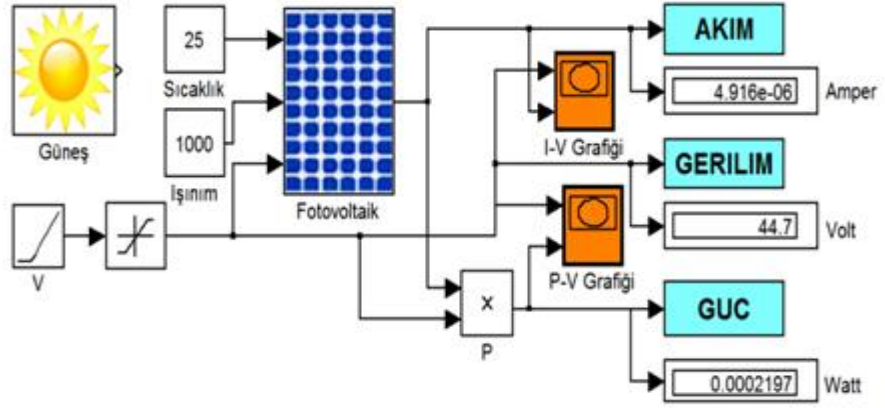 Güneş
25
Sıcaklık
1000
Işınım
Fotovoltaik
V
I-V Grafiği
P-V Grafiği
x
P
AKIM
4.916e-06
Amper
GERILIM
44.7
Volt
GUC
0.0002197
Watt